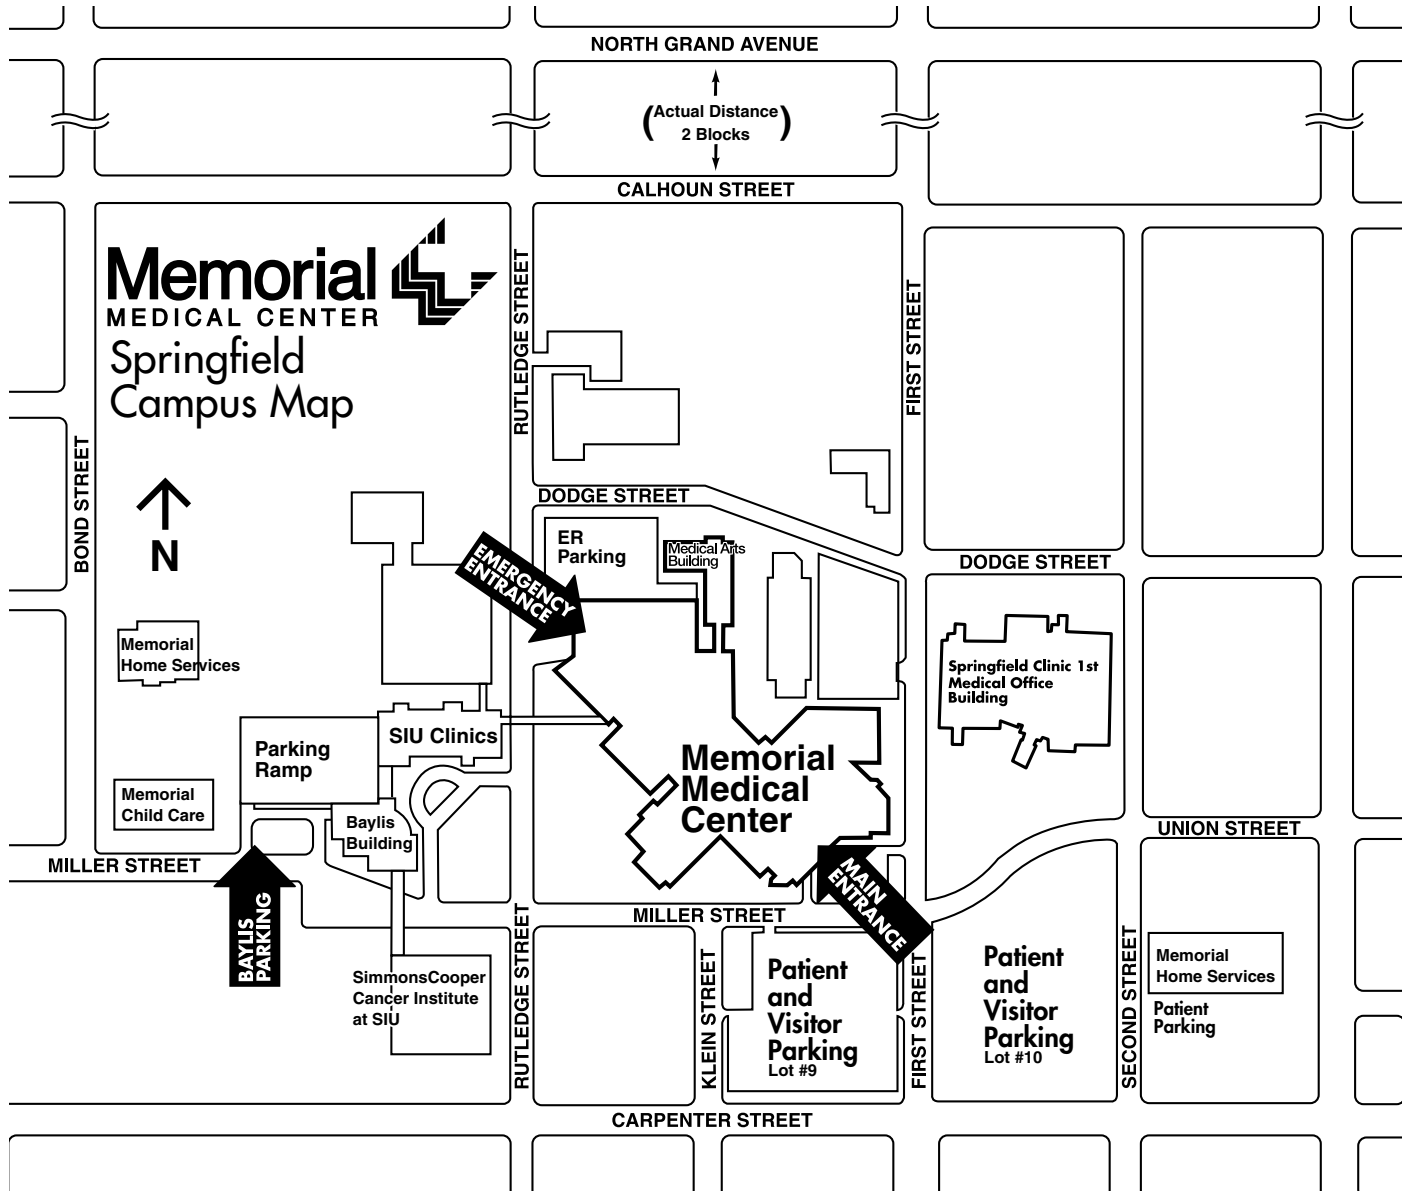 NORTH GRAND AVENUE
(Actual Distance
2 Blocks)
CALHOUN STREET
Memorial
MEDICAL CENTER
Springfield
Campus Map
RUTLEDGE STREET
FIRST STREET
BOND STREET
N
DODGE STREET
ER
Parking
Medical Arts
Building
EMERGENCY
ENTRANCE
DODGE STREET
Memorial
Home Services
Springfield Clinic 1st
Medical Office
Building
Parking
Ramp
SIU Clinics
Memorial
Medical
Center
Memorial
Child Care
Baylis
Building
UNION STREET
MILLER STREET
MAIN
ENTRANCE
BAYLIS
PARKING
MILLER STREET
SimmonsCooper
Cancer Institute
at SIU
RUTLEDGE STREET
KLEIN STREET
Patient
and
Visitor
Parking
Lot #9
FIRST STREET
Patient
and
Visitor
Parking
Lot #10
SECOND STREET
Memorial
Home Services
Patient
Parking
CARPENTER STREET